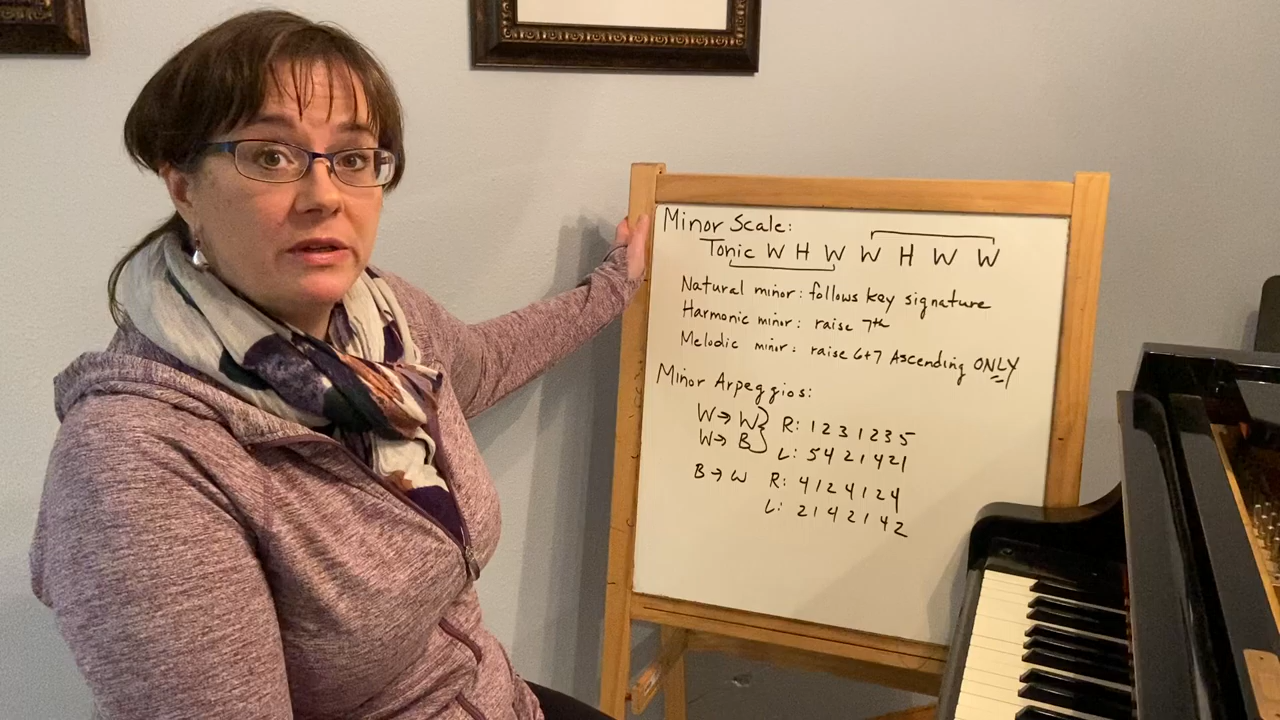 Minor Scale:
Tonic W H W W H W W
Natural minor: follows key signature
Harmonic minor: raise 7th
Melodic minor: raise 6+7 Ascending ONLY
Minor Arpeggios:
W→W} R: 1231235
W→B} L: 5421421
B→W R: 4124124
L: 2142142